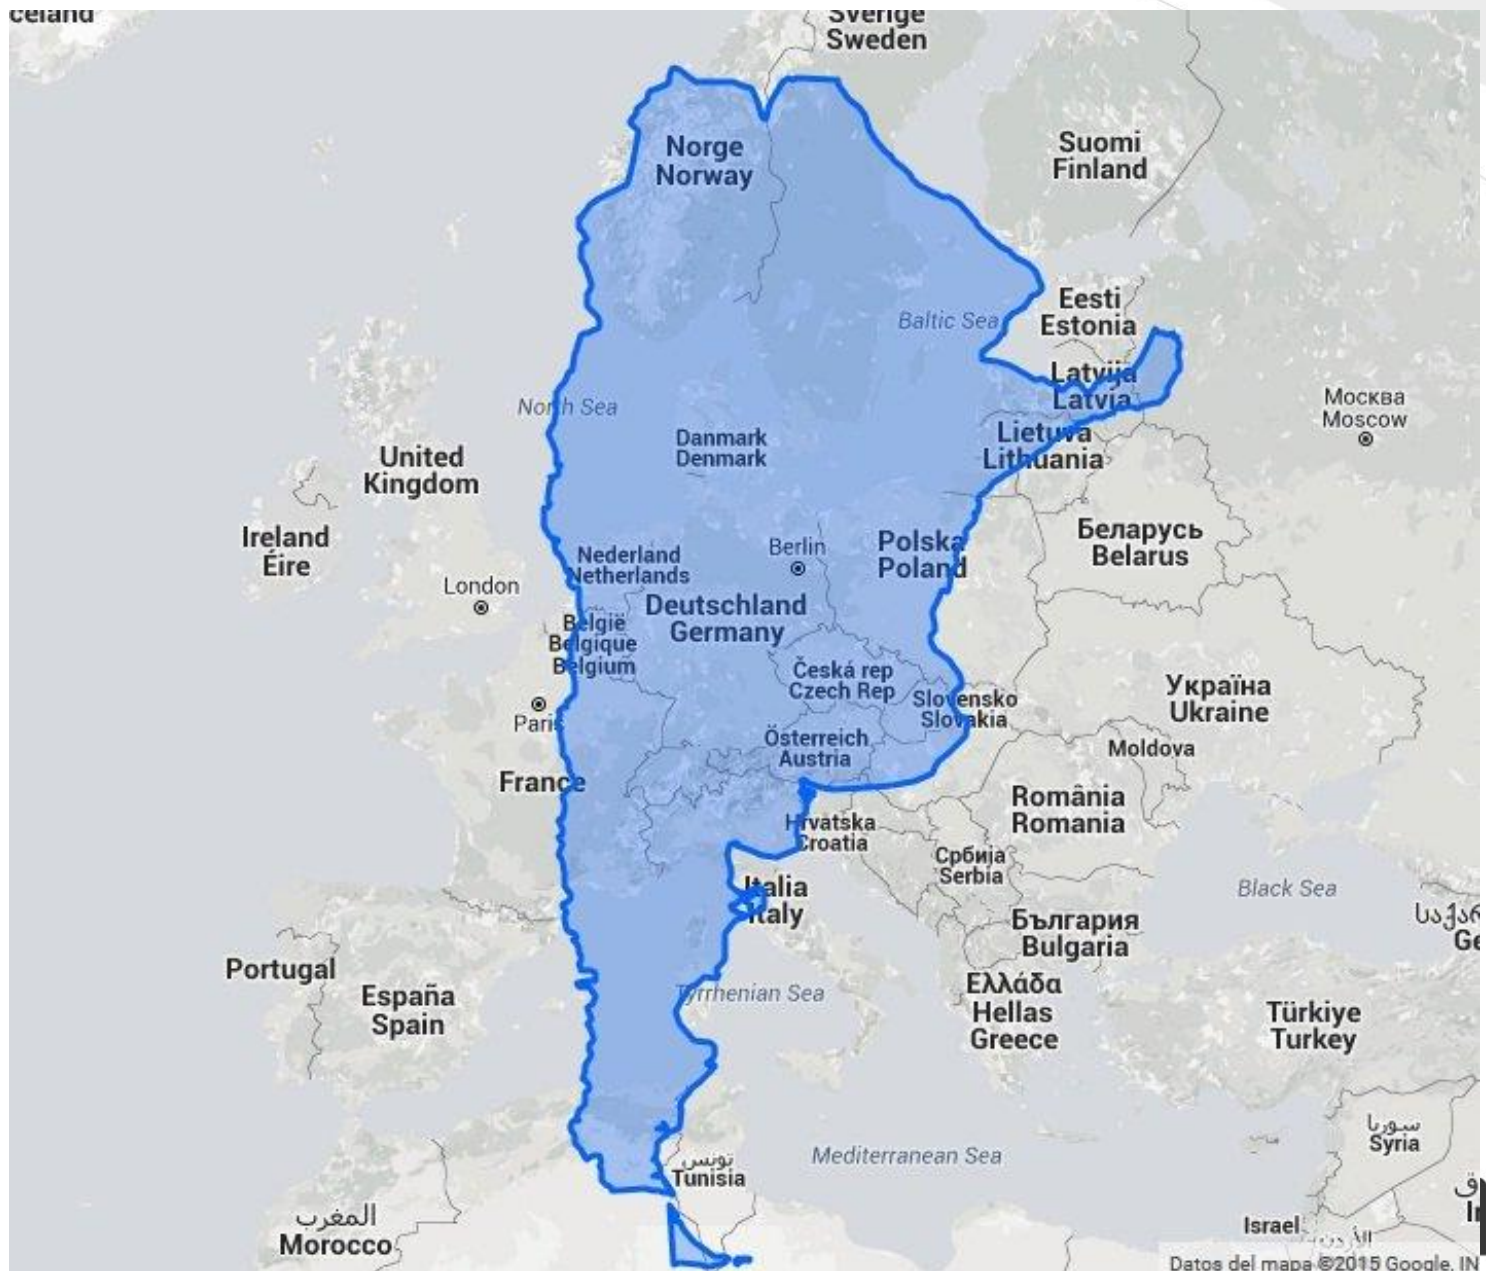 celand
Sverige
Sweden
Norge
Norway
Suomi
Finland
Eesti
Estonia
Baltic Sea
Latvija
Latvia
North Sea
Москва
Moscow
Danmark
Denmark
Lietuva
Lithuania
United
Kingdom
Ireland
Éire
Беларусь
Belarus
Polska
Poland
Berlin
Nederland
Netherlands
London
Deutschland
Germany
België
Belgique
Belgium
Česká rep
Czech Rep
Slovensko
Slovakia
Україна
Ukraine
Paris
Österreich
Austria
Moldova
France
România
Romania
Hrvatska
Croatia
Србија
Serbia
Italia
Italy
Black Sea
България
Bulgaria
საქარ
Ge
Portugal
España
Spain
Tyrrhenian Sea
Ελλάδα
Hellas
Greece
Türkiye
Turkey
Mediterranean Sea
سوريا
Syria
تونس
Tunisia
المغرب
Morocco
Israel
الأردن
Datos del mapa ©2015 Google, IN